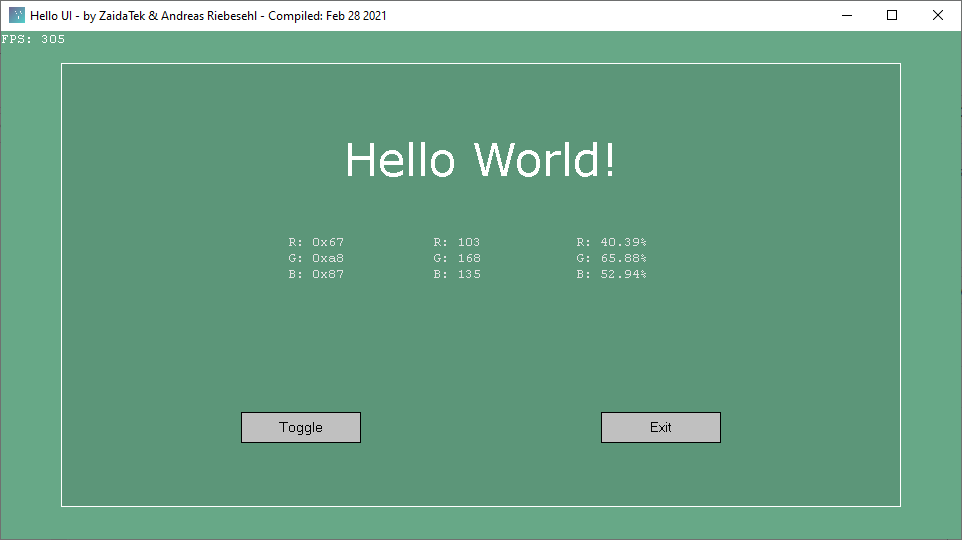 Hello UI - by ZaidaTek & Andreas Riebesehl - Compiled: Feb 28 2021
FPS: 305
Hello World!
R: 0x67 R: 103 R: 40.39%
G: 0xa8 G: 168 G: 65.88%
B: 0x87 B: 135 B: 52.94%
Toggle Exit